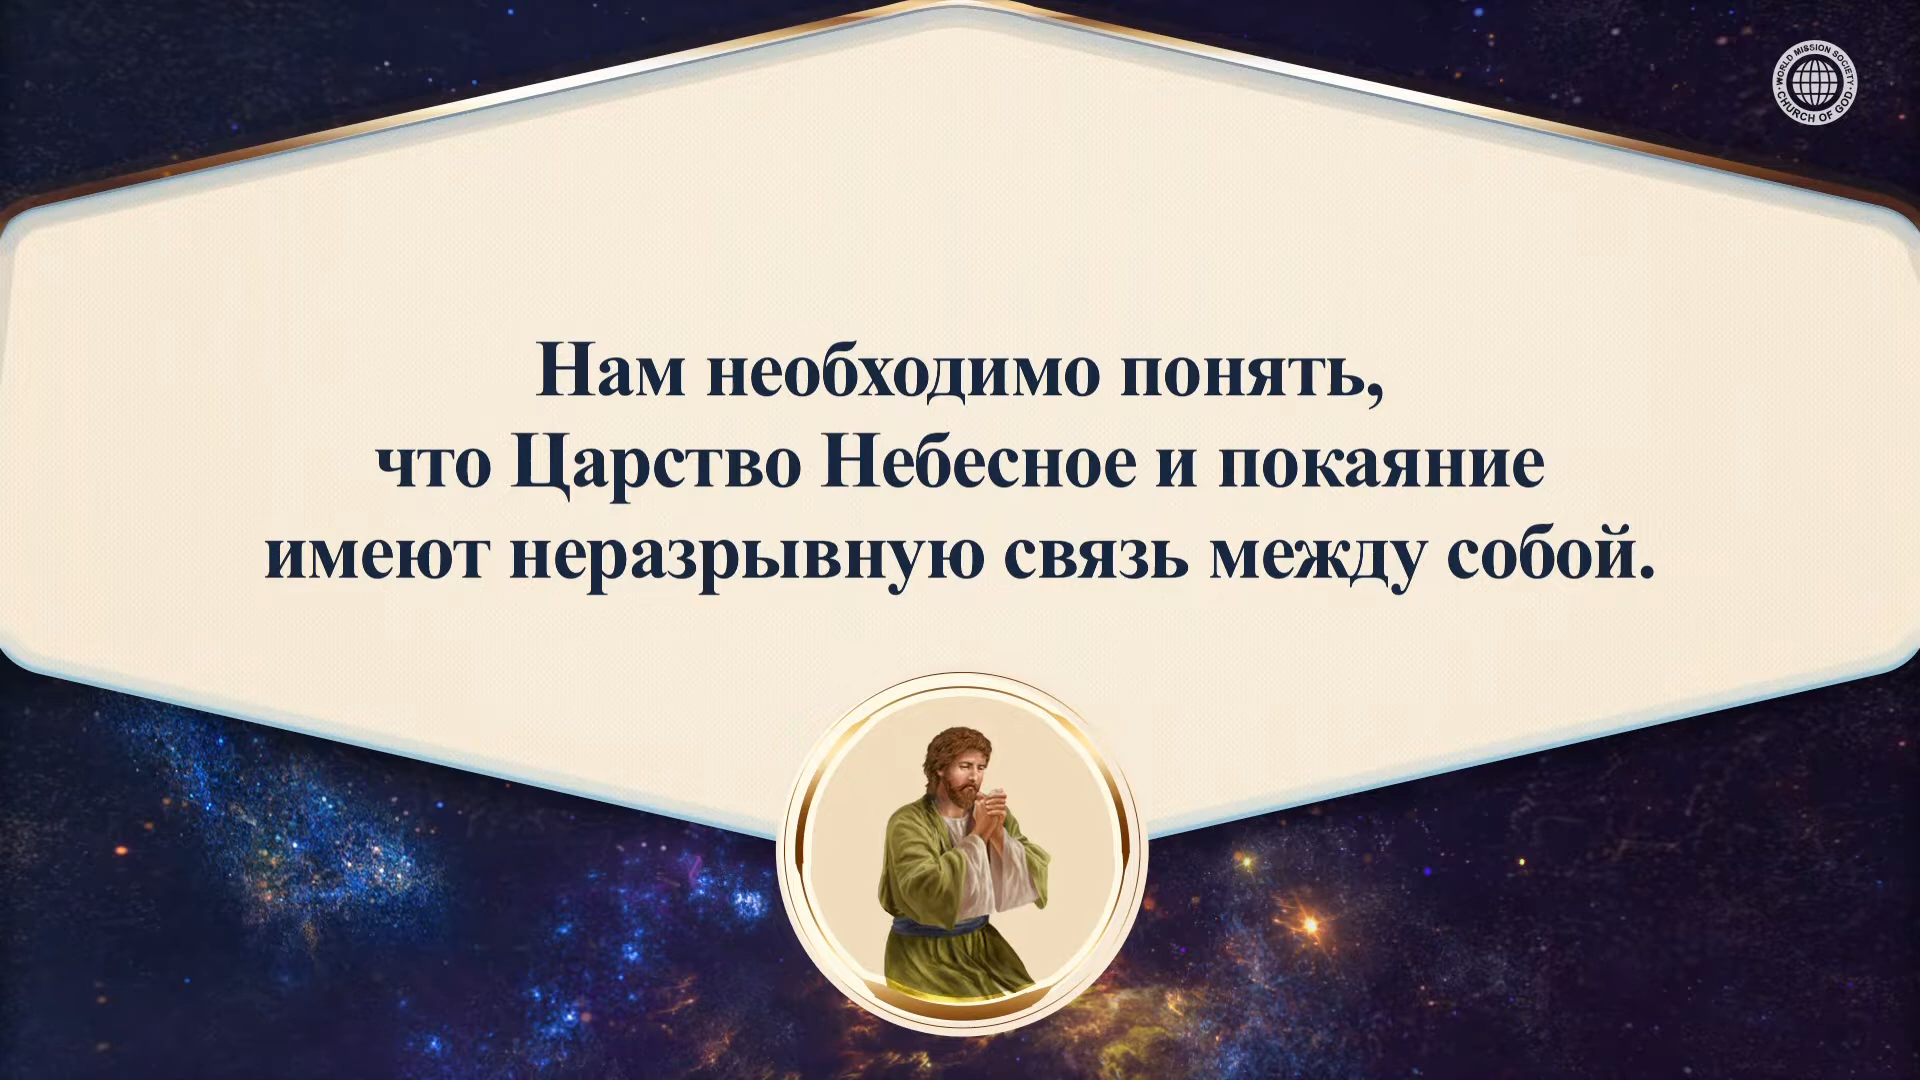 WORLD MISSION SOCIETY
CHURCH OF GOD
Нам необходимо понять,
что Царство Небесное и покаяние
имеют неразрывную связь между собой.